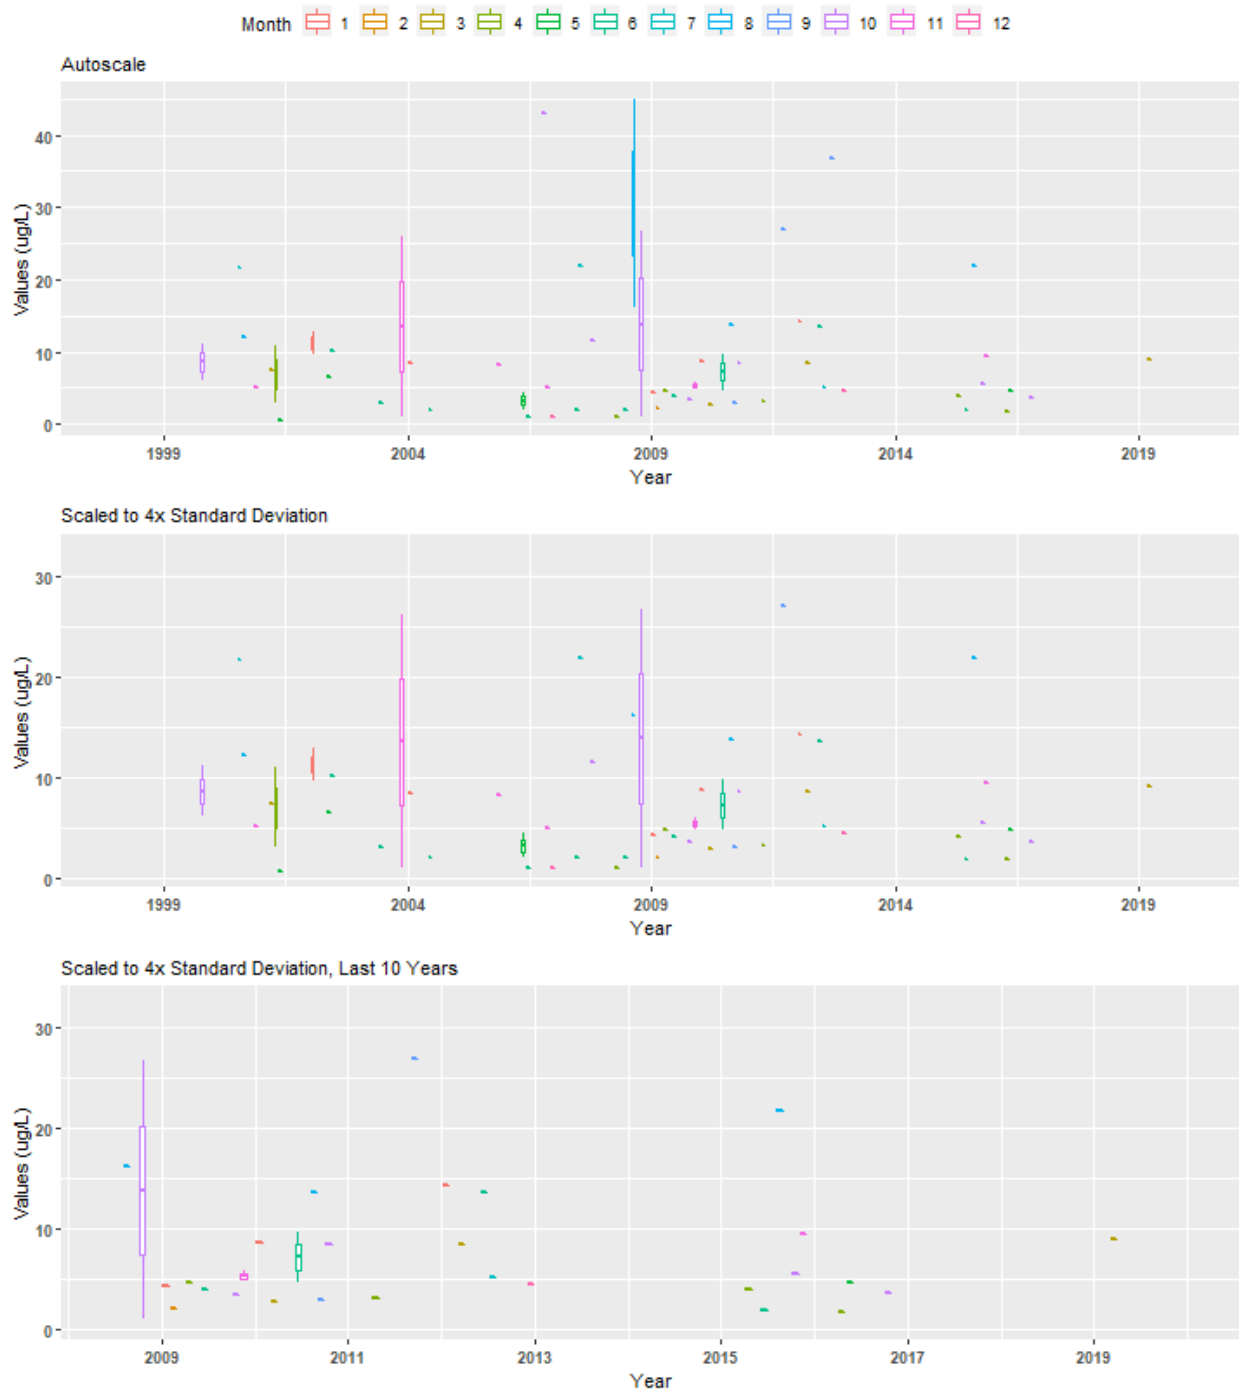 Month 1 2 3 4 5 6 7 8 9 10 11 12
Autoscale
Values (ug/L)
40
30
20
10
0
1999 2004 2009 2014 2019
Year
Scaled to 4x Standard Deviation
Values (ug/L)
30
20
10
0
1999 2004 2009 2014 2019
Year
Scaled to 4x Standard Deviation, Last 10 Years
Values (ug/L)
30
20
10
0
2009 2011 2013 2015 2017 2019
Year